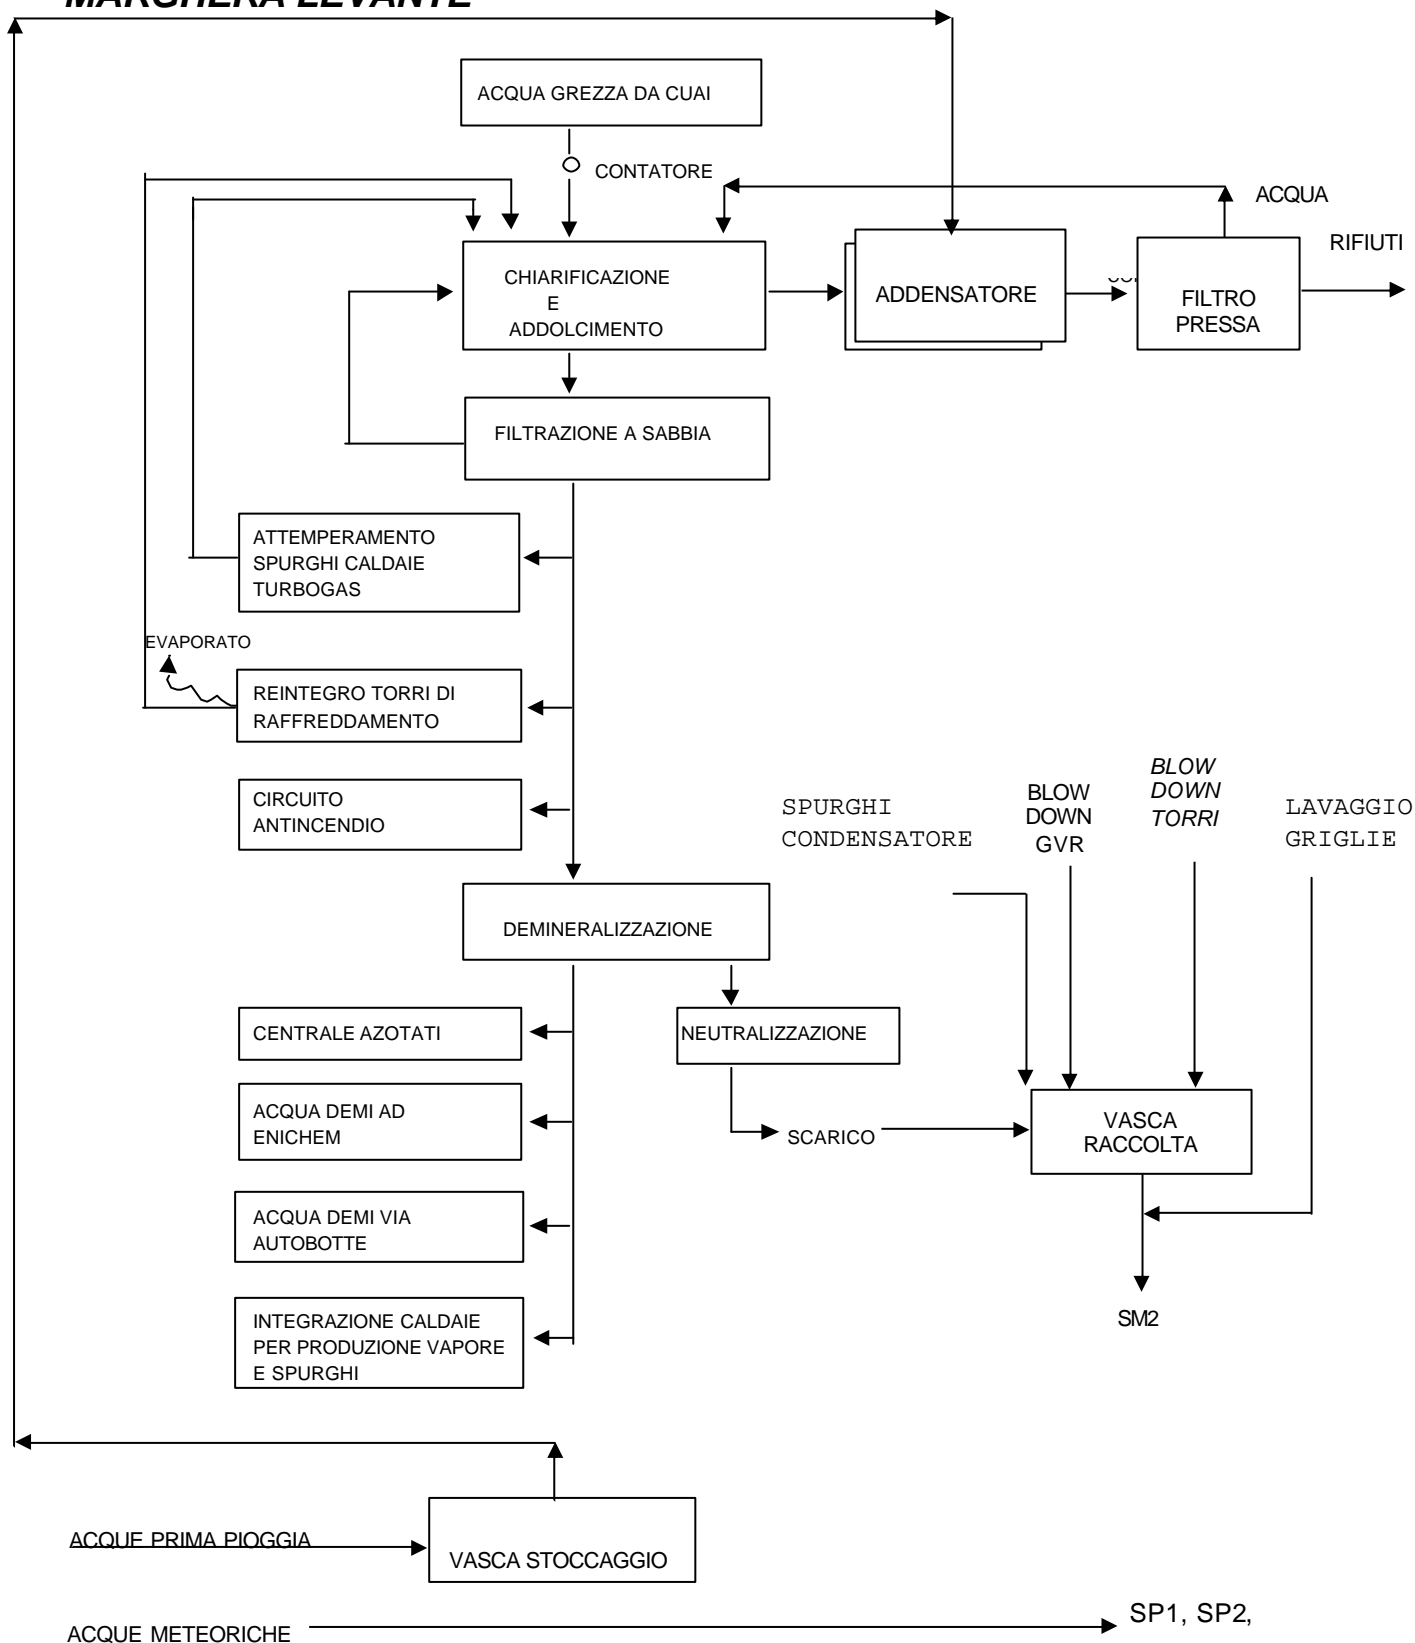 MARGHERA LEVANTE
ACQUA GREZZA DA CUAI
CONTATORE
ACQUA
RIFIUTI
CHIARIFICAZIONE
E
ADDOLCIMENTO
ADDENSATORE
FILTRO
PRESSA
FILTRAZIONE A SABBIA
ATTEMPERAMENTO
SPURGHI CALDAIE
TURBOGAS
EVAPORATO
REINTEGRO TORRI DI
RAFFREDDAMENTO
CIRCUITO
ANTINCENDIO
SPURGHI
CONDENSATORE
BLOW
DOWN
GVR
BLOW
DOWN
TORRI
LAVAGGIO
GRIGLIE
DEMINERALIZZAZIONE
CENTRALE AZOTATI
NEUTRALIZZAZIONE
ACQUA DEMI AD
ENICHEM
SCARICO
VASCA
RACCOLTA
ACQUA DEMI VIA
AUTOBOTTE
INTEGRAZIONE CALDAIE
PER PRODUZIONE VAPORE
E SPURGHI
SM2
ACQUE PRIMA PIOGGIA
VASCA STOCCAGGIO
ACQUE METEORICHE
SP1, SP2,